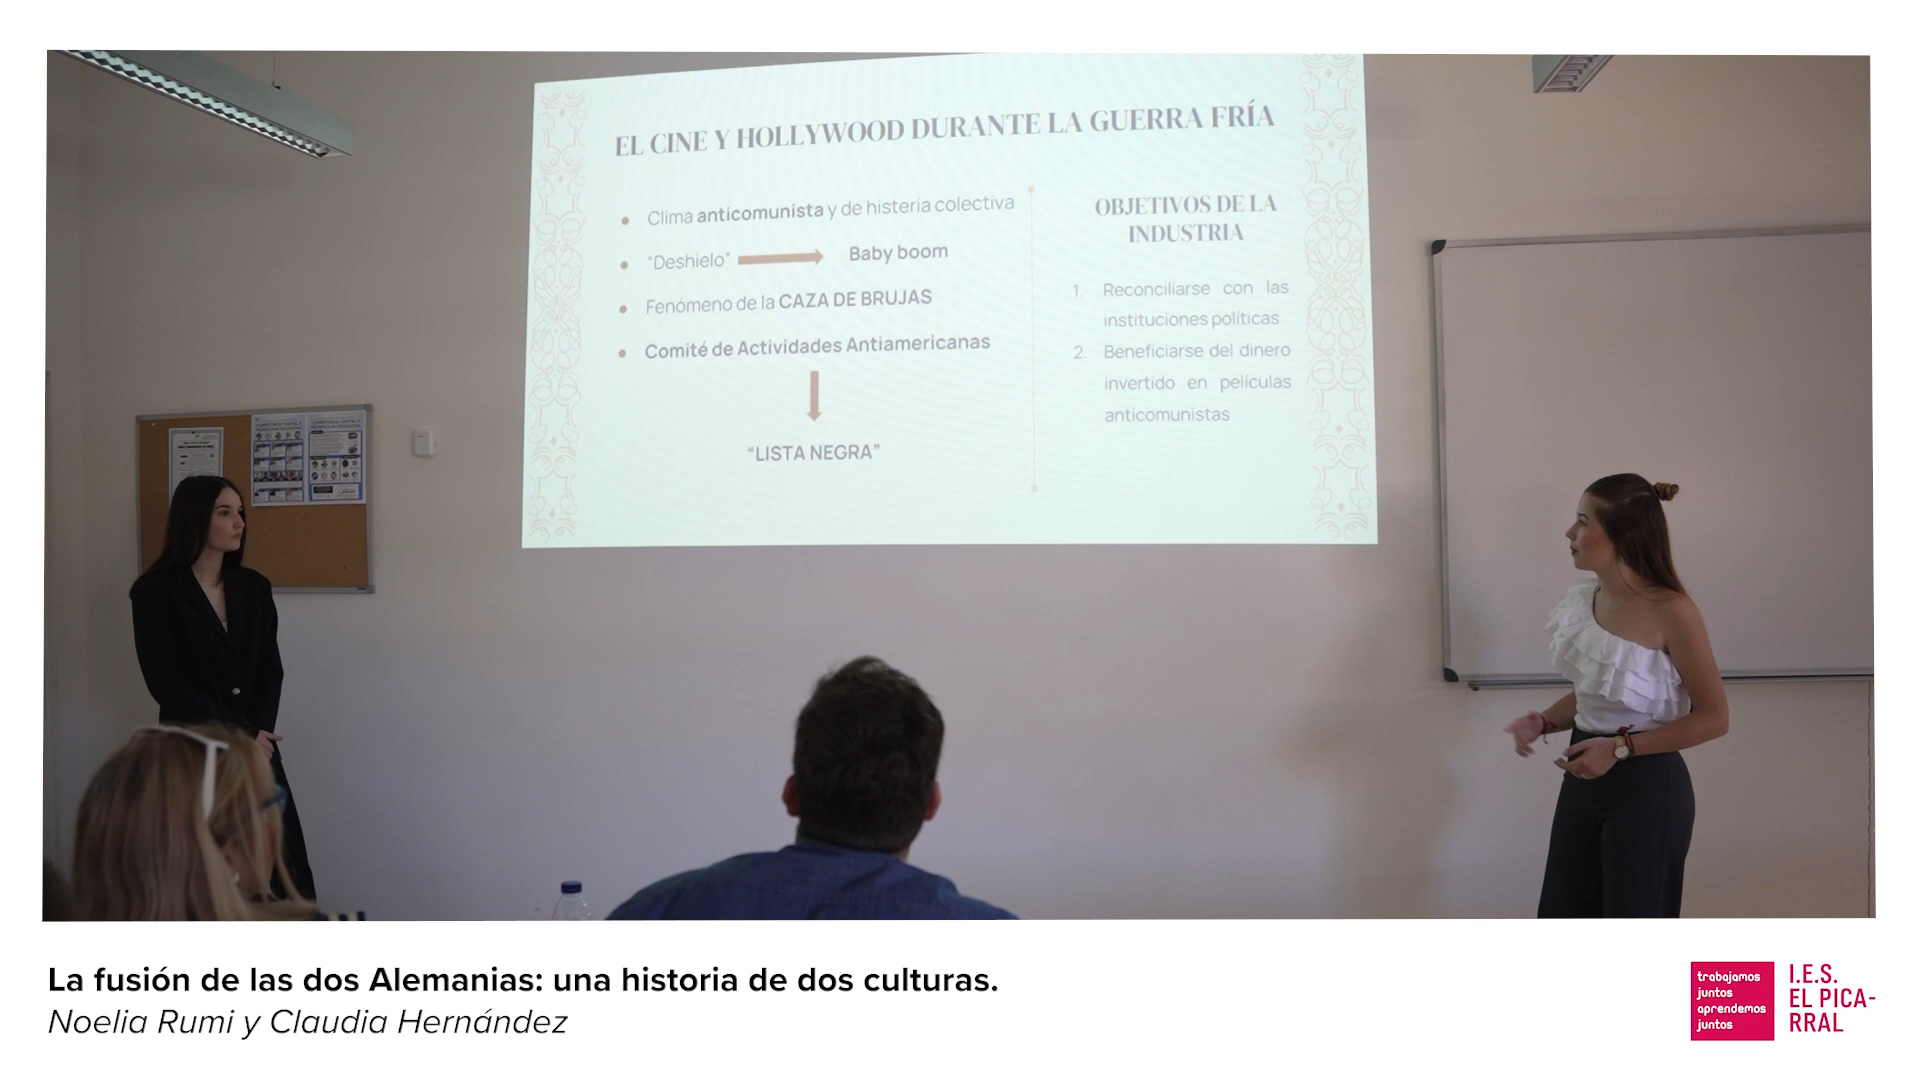 EL CINE Y HOLLYWOOD DURANTE LA GUERRA FRÍA
Clima anticomunista y de histeria colectiva
"Deshielo" Baby boom
Fenómeno de la CAZA DE BRUJAS
Comité de Actividades Antiamericanas
"LISTA NEGRA"
OBJETIVOS DE LA
INDUSTRIA
1. Reconciliarse con las
instituciones políticas
2. Beneficiarse del dinero
invertido en películas
anticomunistas
La fusión de las dos Alemanias: una historia de dos culturas.
Noelia Rumi y Claudia Hernández
trabajamos
juntos
aprendemos
juntos
I.E.S.
EL PICA-
RRAL